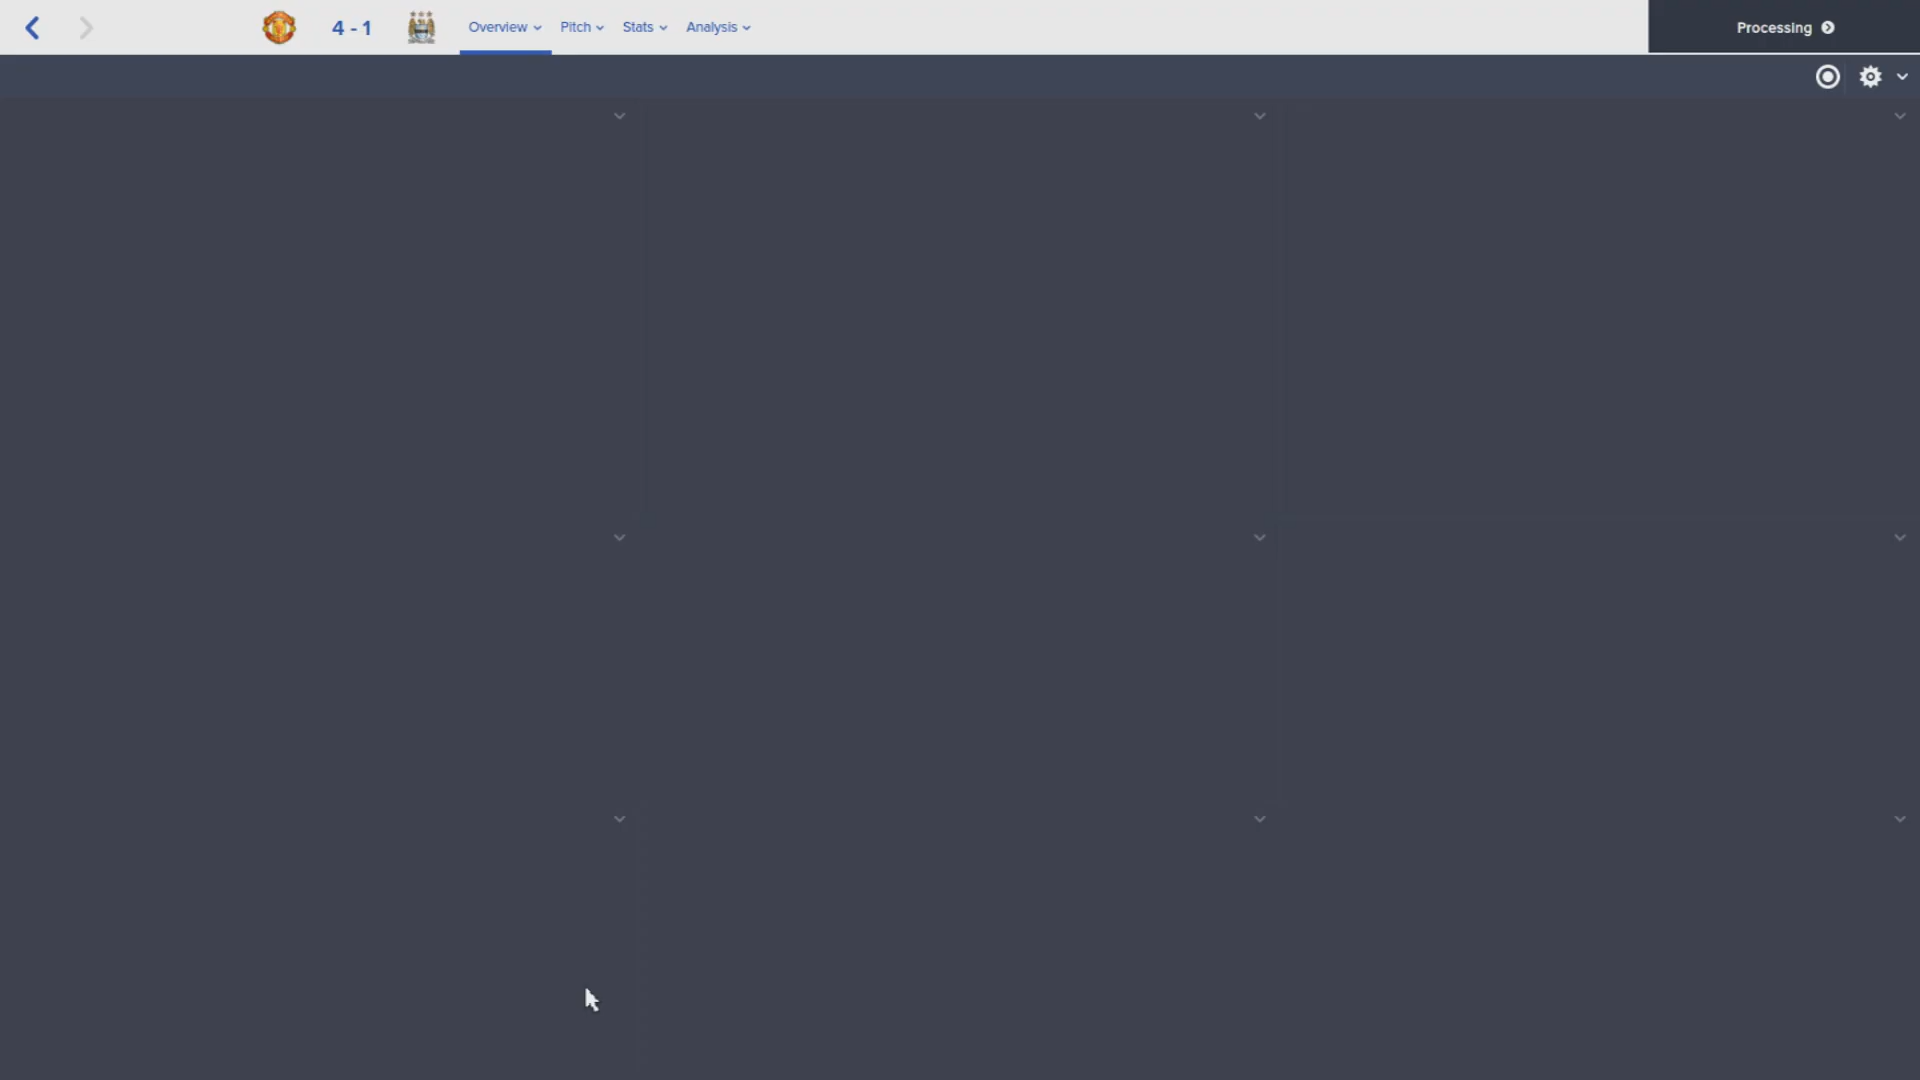 4 - 1
Overview
Pitch
Stats
Analysis
Processing